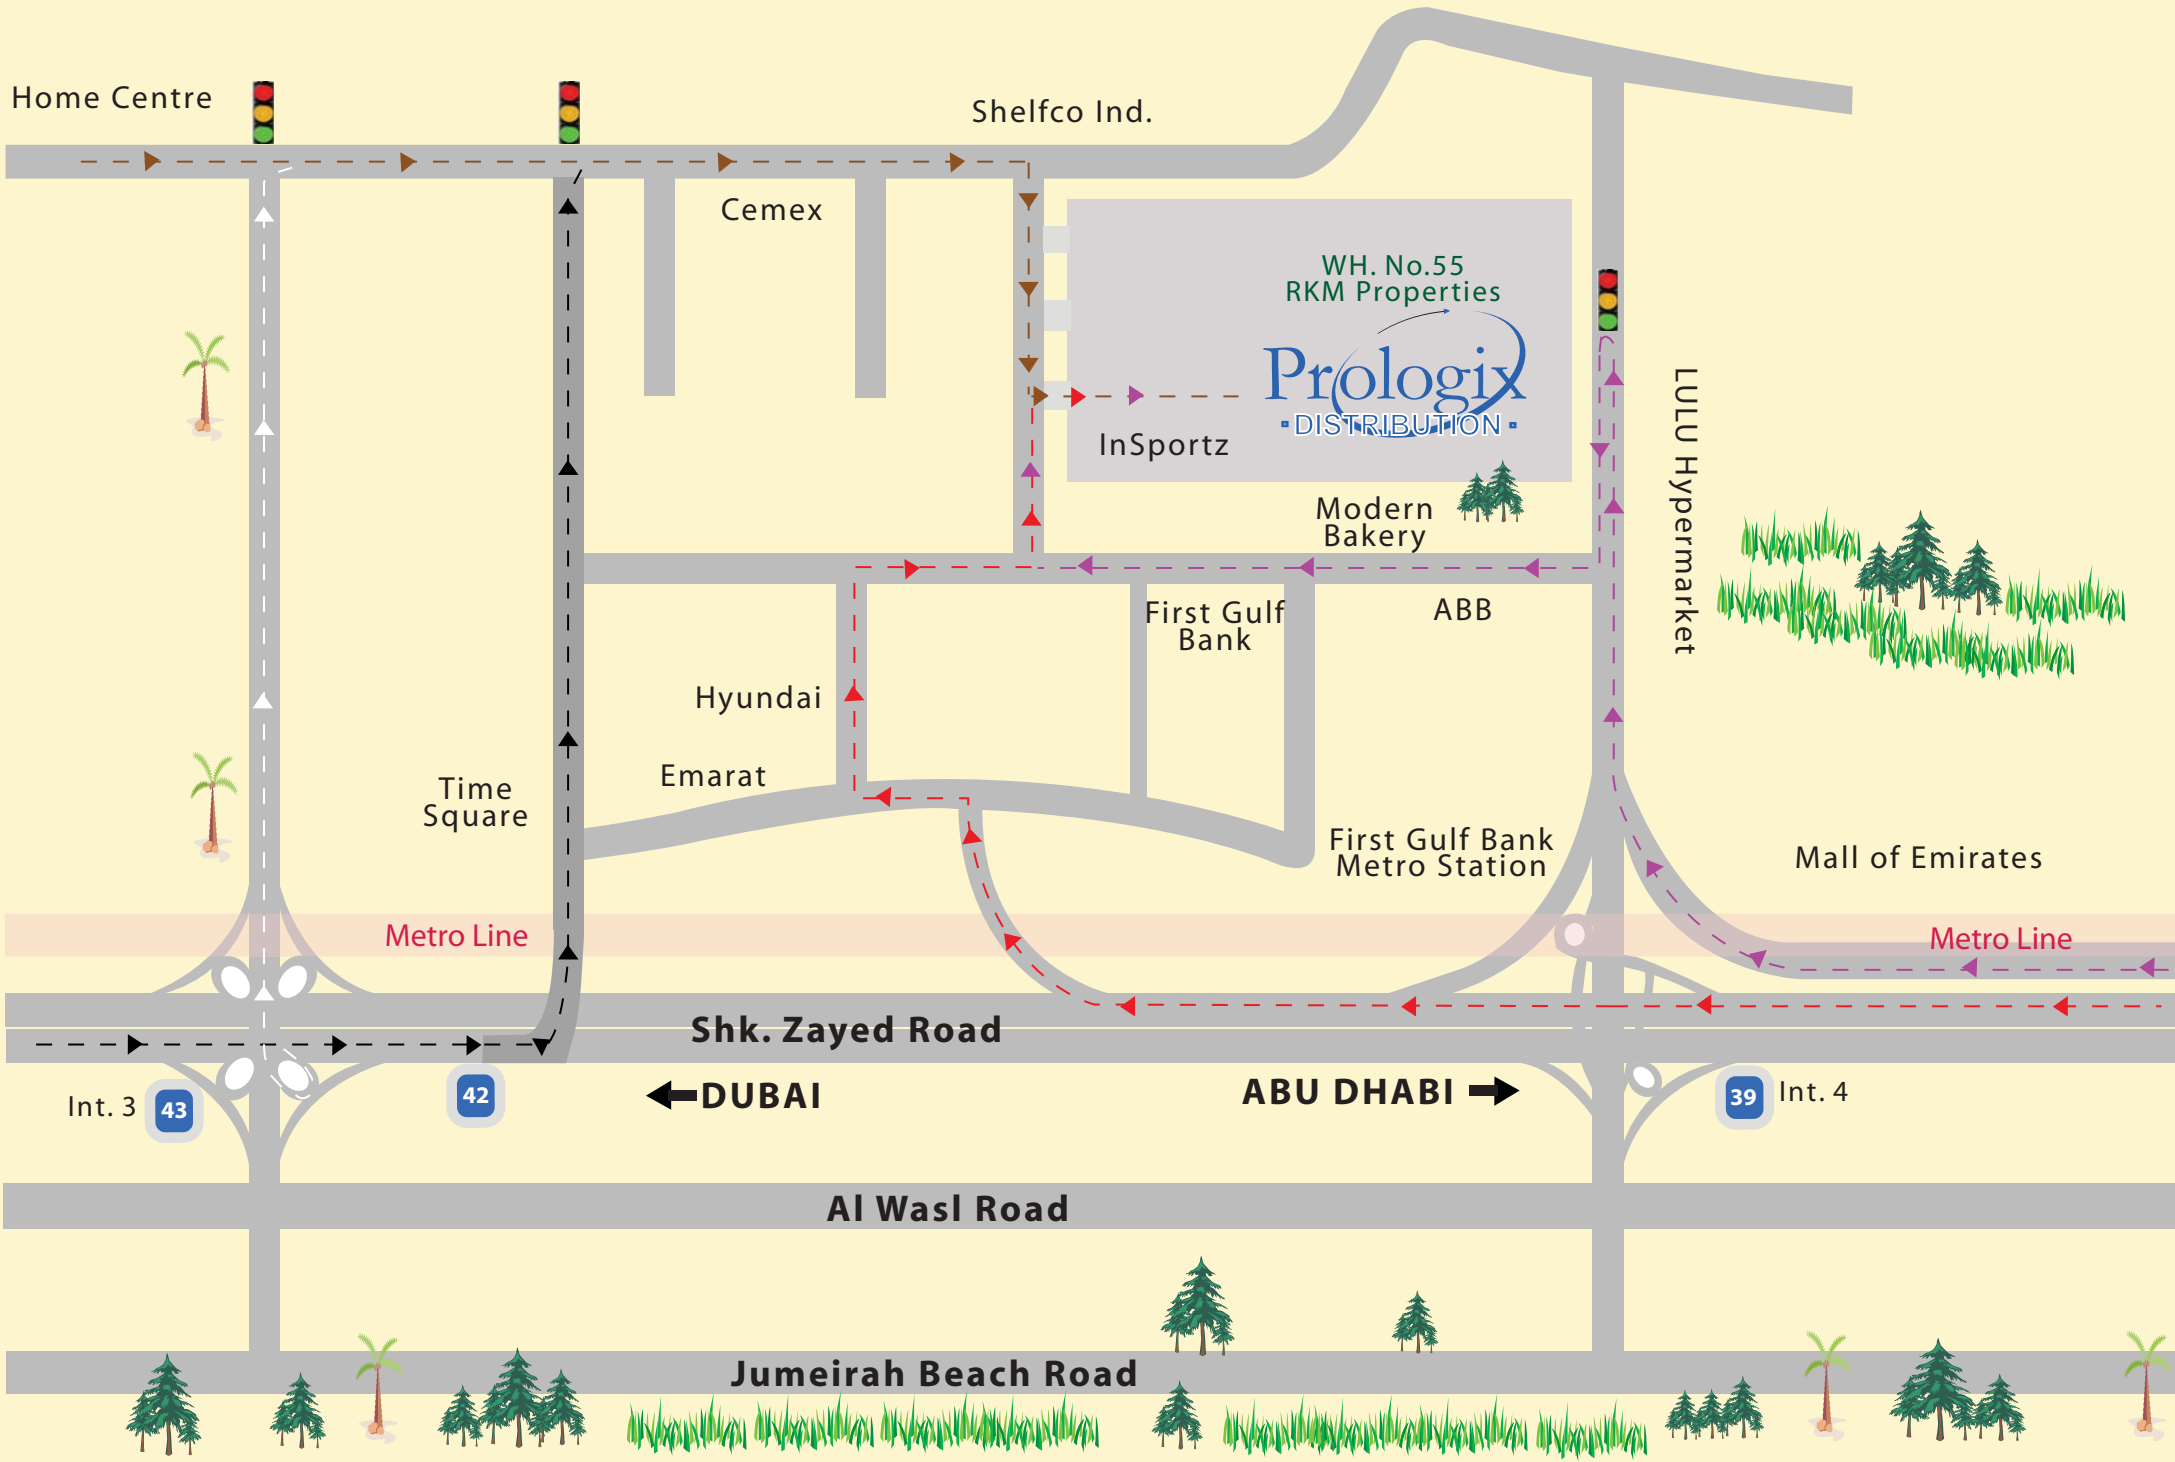 Home Centre
Shelfco Ind.
Cemex
WH. No.55
RKM Properties
Prologix
DISTRIBUTION
InSportz
LULU Hypermarket
Modern
Bakery
First Gulf
Bank
ABB
Hyundai
Emarat
Time
Square
First Gulf Bank
Metro Station
Mall of Emirates
Metro Line
Metro Line
Shk. Zayed Road
42
DUBAI
ABU DHABI
Int. 3
43
39
Int. 4
Al Wasl Road
Jumeirah Beach Road